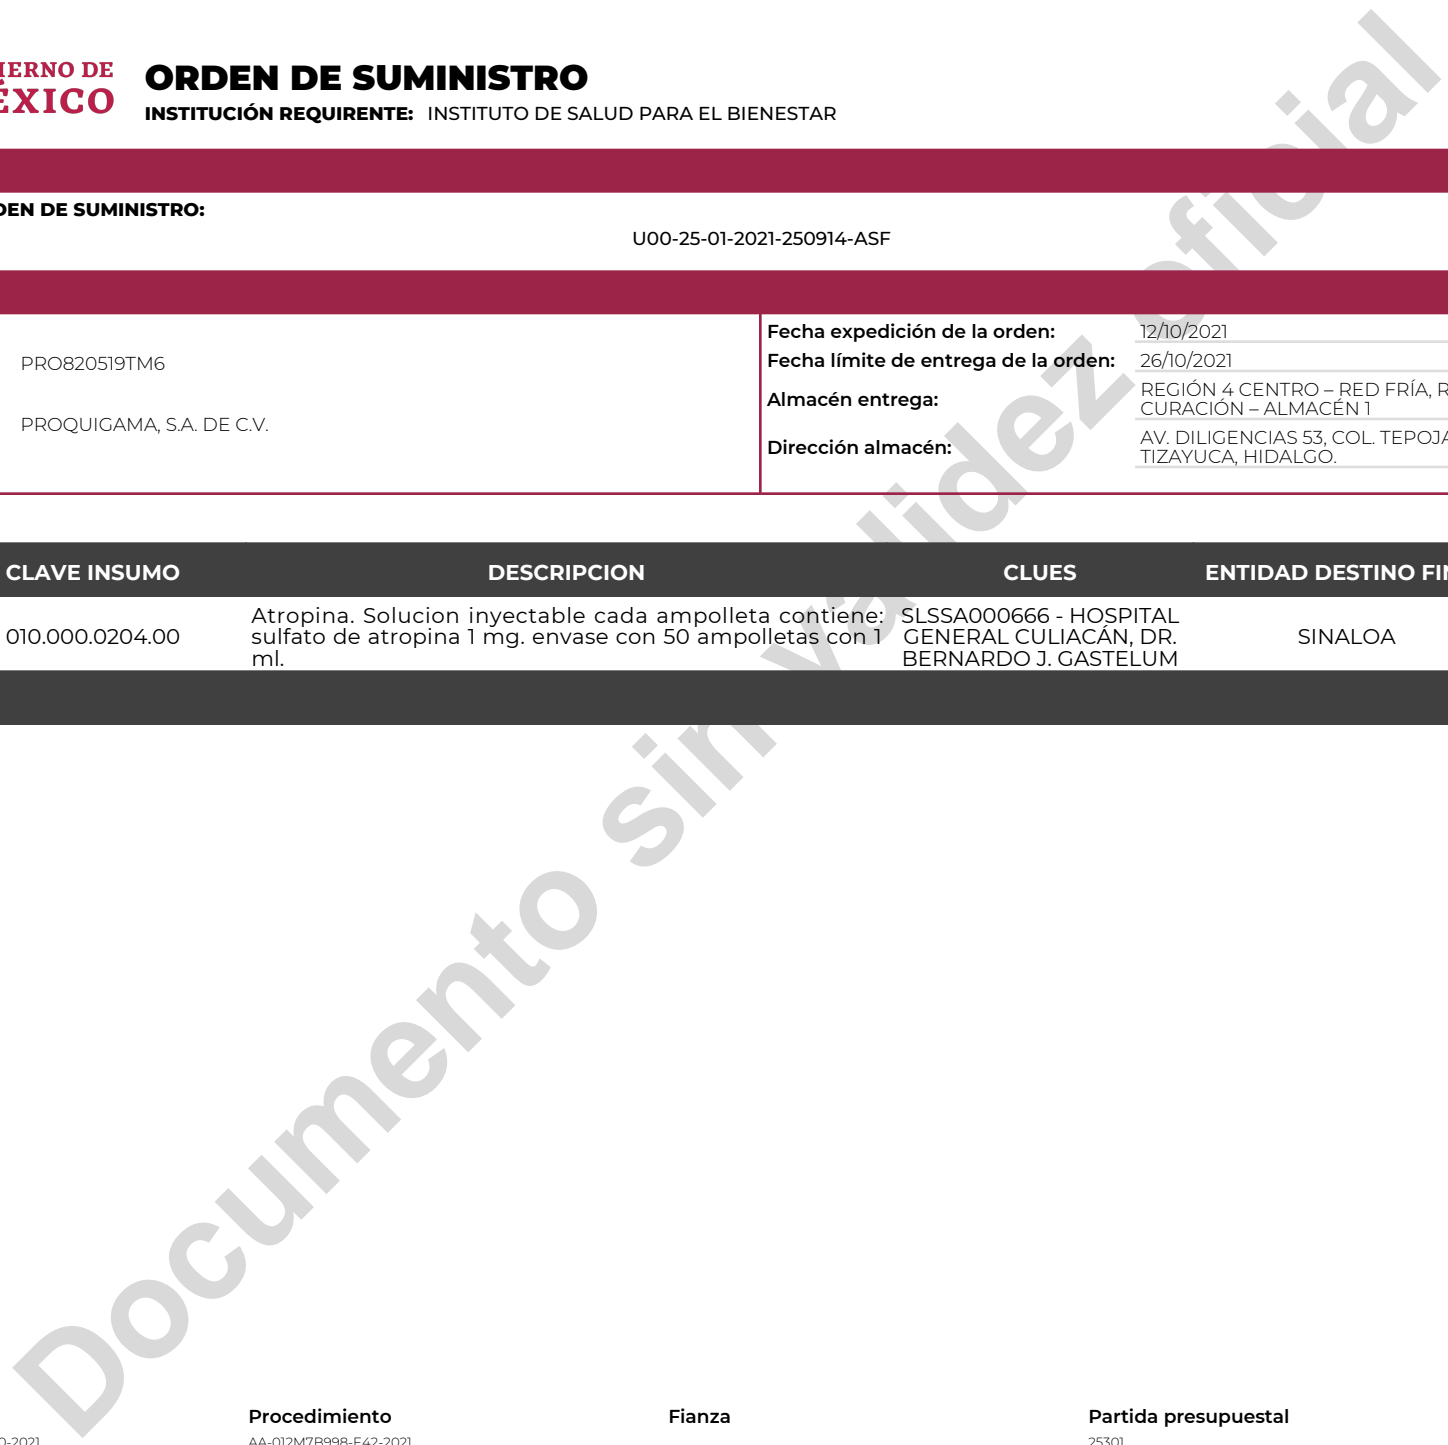 IERNO DE
ÉXICO
ORDEN DE SUMINISTRO
INSTITUCIÓN REQUIRENTE: INSTITUTO DE SALUD PARA EL BIENESTAR
DEN DE SUMINISTRO:
U00-25-01-2021-250914-ASF
PRO820519TM6
PROQUIGAMA, S.A. DE C.V.
Fecha expedición de la orden: 12/10/2021
Fecha límite de entrega de la orden: 26/10/2021
Almacén entrega: REGIÓN 4 CENTRO – RED FRÍA, R
CURACIÓN – ALMACÉN 1
Dirección almacén: AV. DILIGENCIAS 53, COL. TEPOJA
TIZAYUCA, HIDALGO.
CLAVE INSUMO DESCRIPCION CLUES ENTIDAD DESTINO FIN
010.000.0204.00
Atropina. Solucion inyectable cada ampolleta contiene:
sulfato de atropina 1 mg. envase con 50 ampolletas con 1
ml.
SLSSA000666 - HOSPITAL
GENERAL CULIACÁN, DR.
BERNARDO J. GASTELUM
SINALOA
Documento sin validez oficial
Procedimiento Fianza Partida presupuestal
0-2021 AA-012M7B998-E42-2021 25301